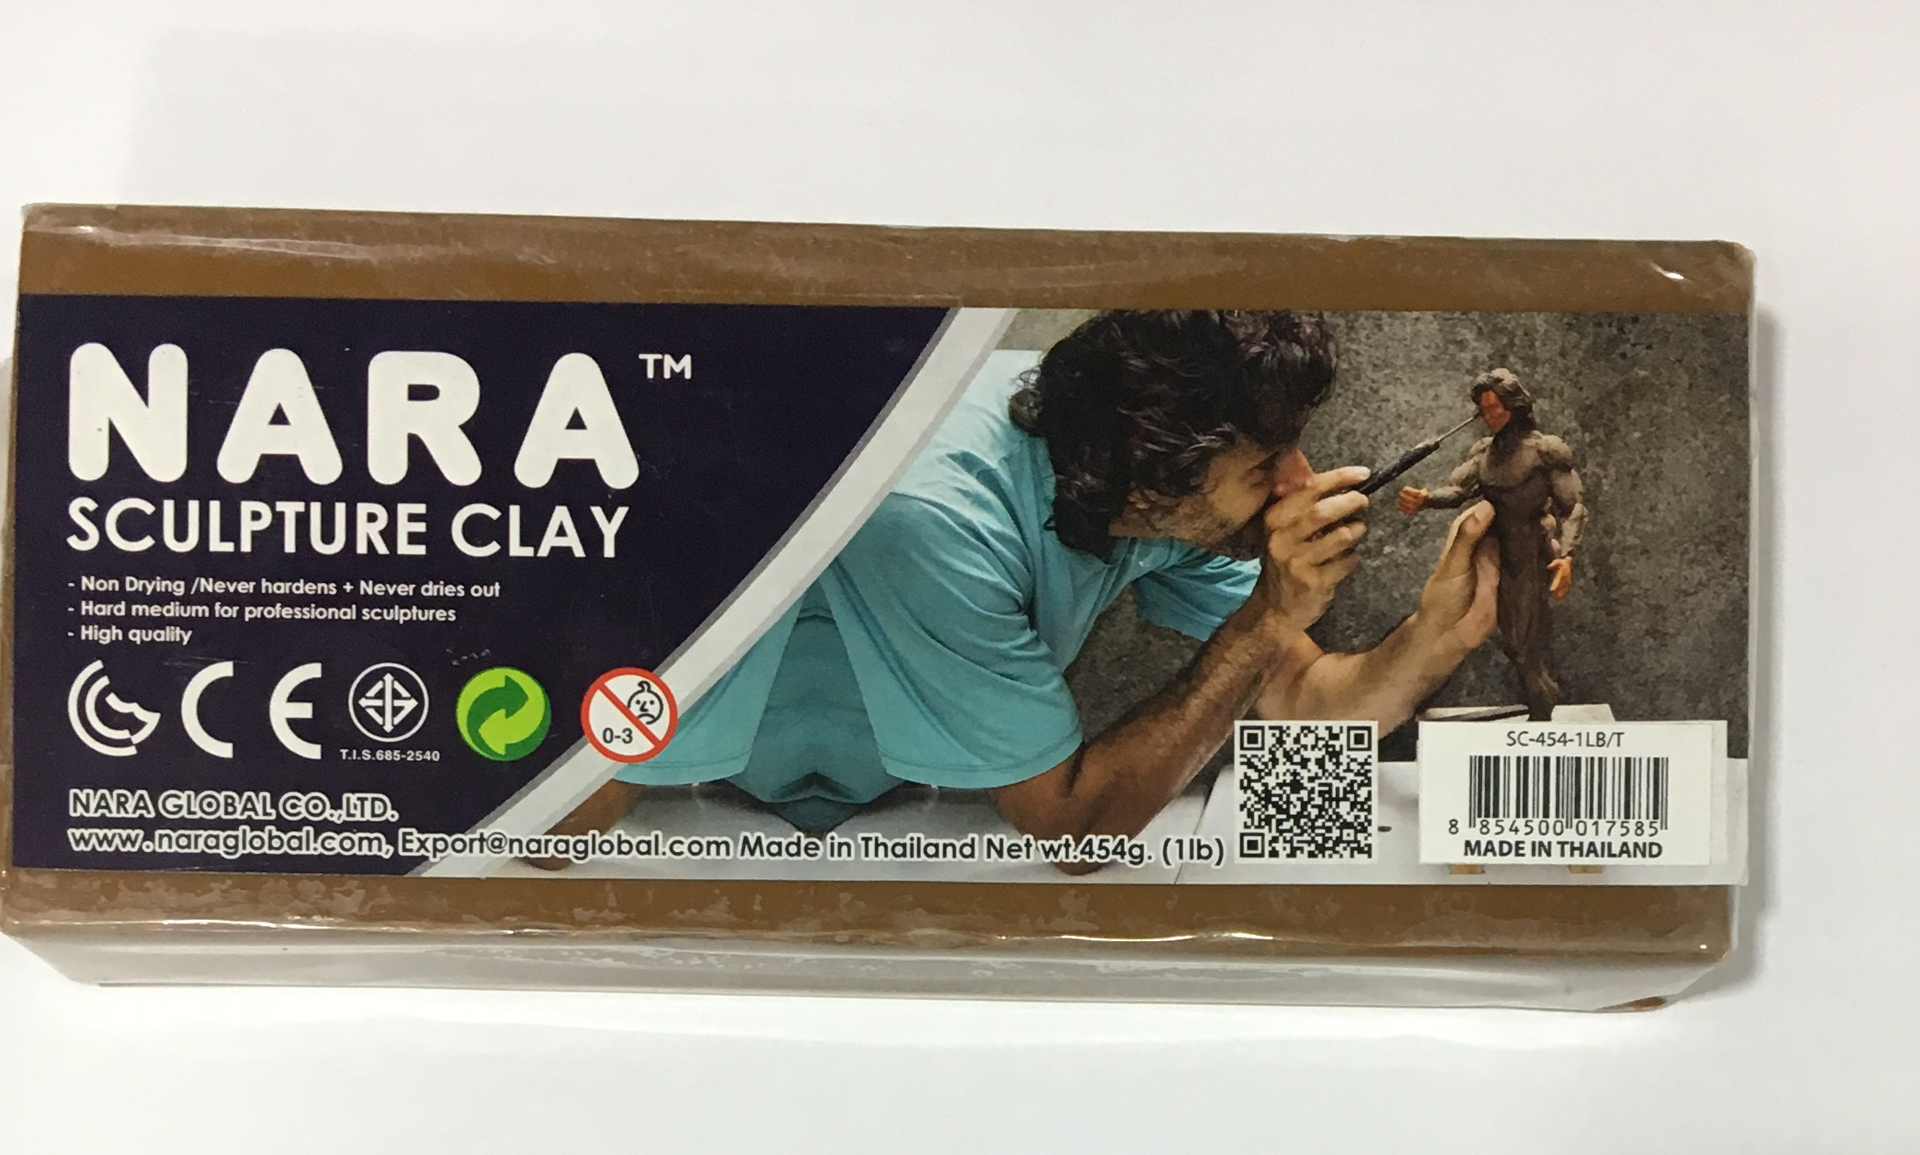 NARA™
SCULPTURE CLAY
- Non Drying /Never hardens + Never dries out
- Hard medium for professional sculptures
- High quality
CE
T.I.S.685-2540
0-3
NARA GLOBAL CO.,LTD.
www.naraglobal.com, Export@naraglobal.com Made in Thailand Net wt.454g. (1lb)
SC-454-1LB/T
8 854500 017585
MADE IN THAILAND